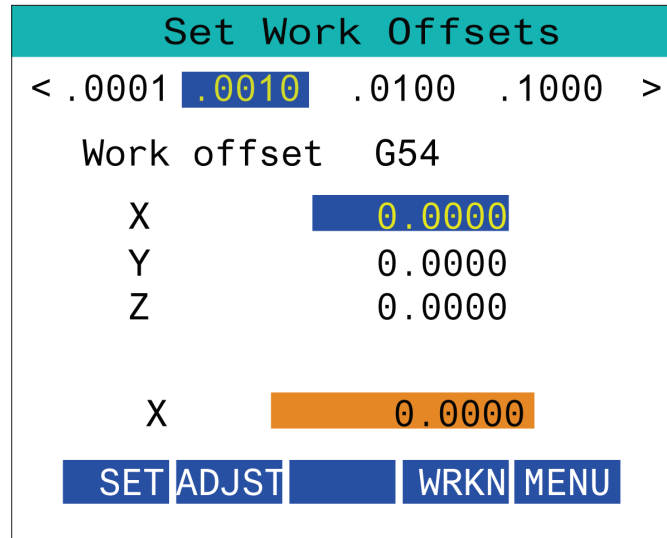 Set Work Offsets
< .0001 .0010 .0100 .1000 >
Work offset G54
X 0.0000
Y 0.0000
Z 0.0000
X 0.0000
SET ADJST WRKN MENU